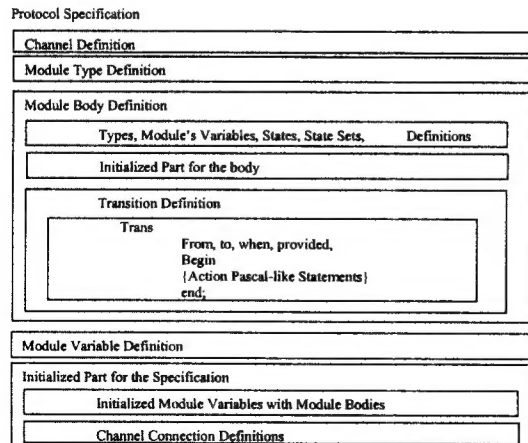 Protocol Specification
Channel Definition
Module Type Definition
Module Body Definition
Types, Module's Variables, States, State Sets, Definitions
Initialized Part for the body
Transition Definition
Trans
From, to, when, provided,
Begin
{Action Pascal-like Statements}
end;
Module Variable Definition
Initialized Part for the Specification
Initialized Module Variables with Module Bodies
Channel Connection Definitions